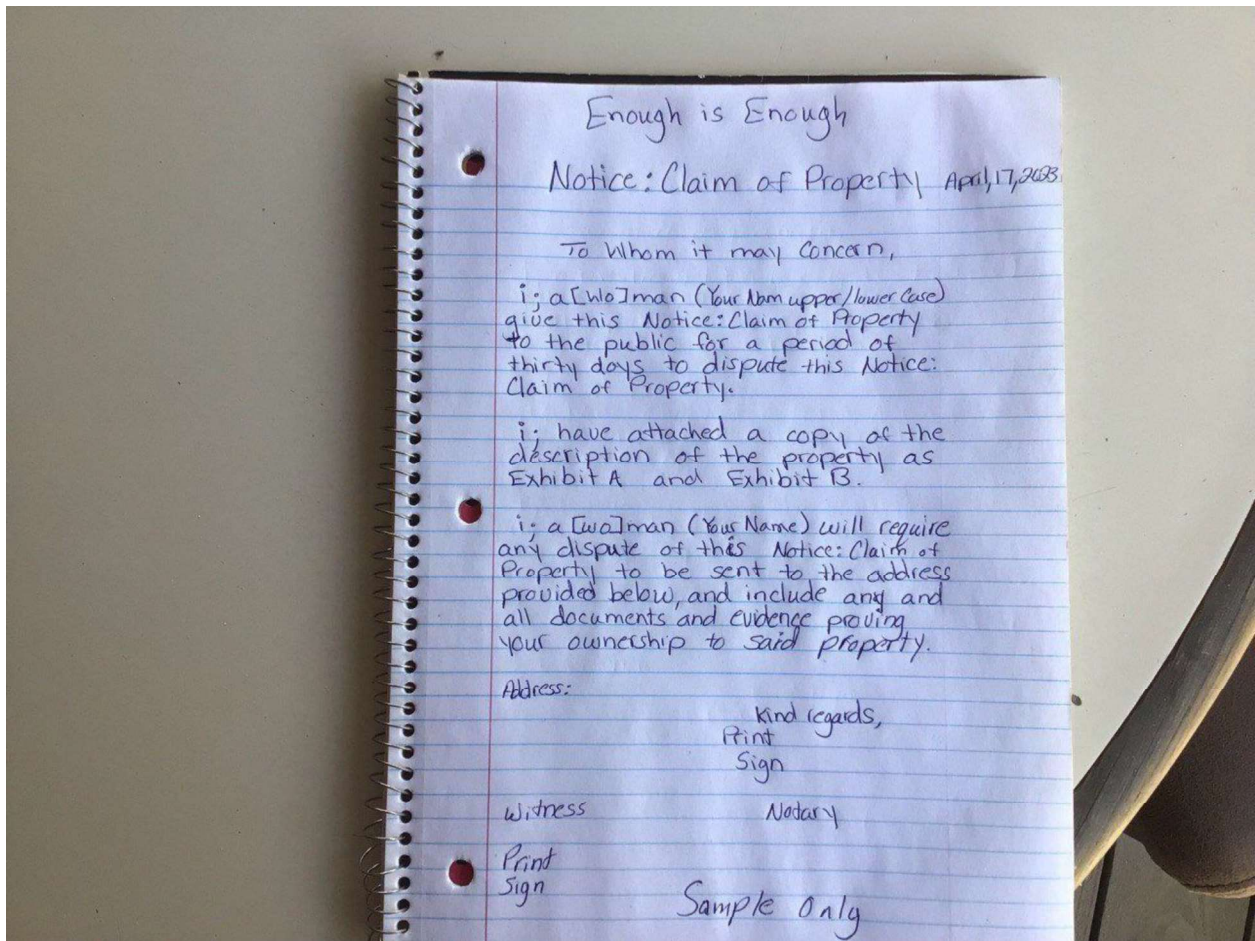 Enough is Enough
Notice: Claim of Property April, 17, 2023
To Whom it may Concern,
i; a [wo]man (Your Nam upper/lower Case)
give this Notice: Claim of Property
to the public for a period of
thirty days to dispute this Notice:
Claim of Property.
i; have attached a copy of the
description of the property as
Exhibit A and Exhibit B.
i; a [wo]man (Your Name) will require
any dispute of this Notice: Claim of
Property to be sent to the address
provided below, and include any and
all documents and evidence proving
your ownership to said property.
Address:
Kind regards,
Print
Sign
Witness Notary
Print
Sign
Sample Only